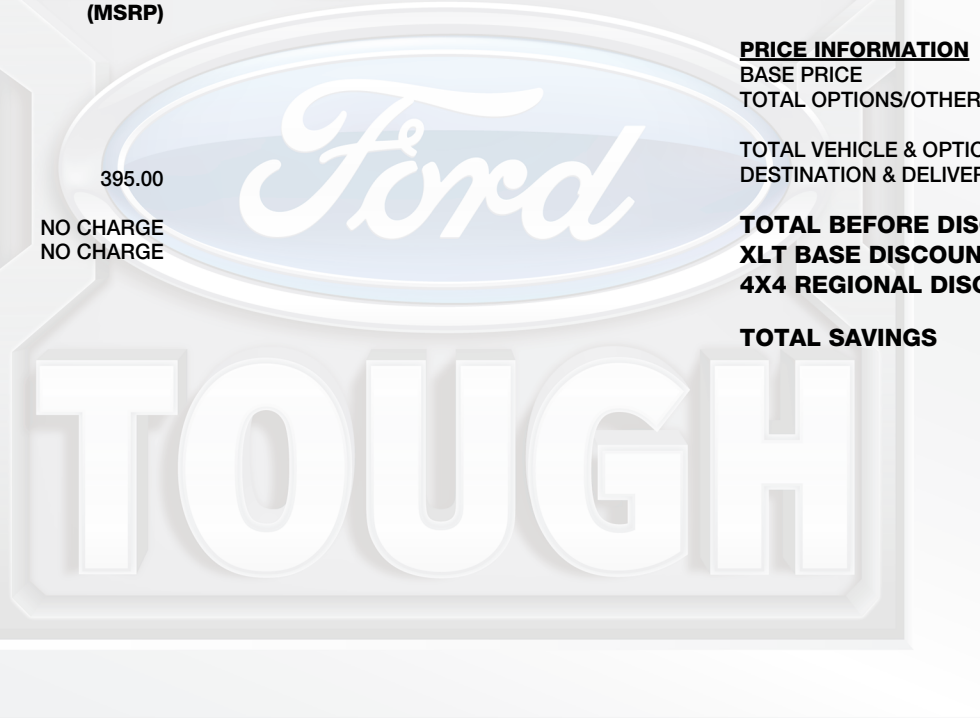 (MSRP)
395.00
NO CHARGE
NO CHARGE
PRICE INFORMATION
BASE PRICE
TOTAL OPTIONS/OTHER
TOTAL VEHICLE & OPTIO
DESTINATION & DELIVER
TOTAL BEFORE DIS
XLT BASE DISCOUN
4X4 REGIONAL DISC
TOTAL SAVINGS
Ford
TOUGH